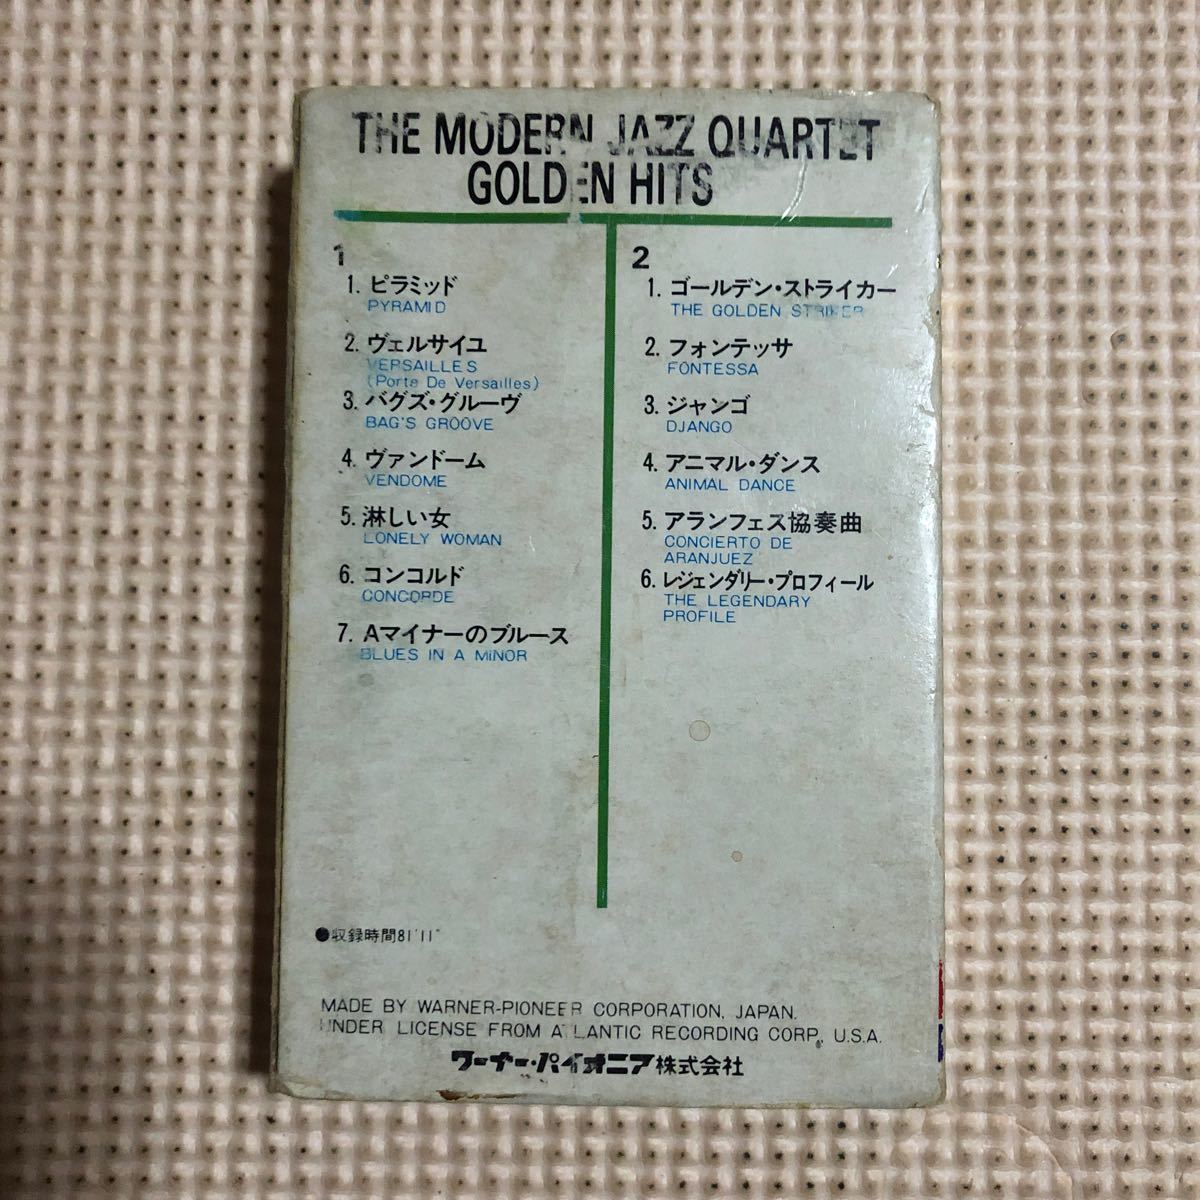 THE MODERN JAZZ QUARTET
GOLDEN HITS
1
1. ピラミッド
PYRAMID
2. ヴェルサイユ
VERSAILLES
(Porte De Versailles)
3. バグズ・グルーヴ
BAG'S GROOVE
4. ヴァンドーム
VENDOME
5. 淋しい女
LONELY WOMAN
6. コンコルド
CONCORDE
7. Aマイナーのブルース
BLUES IN A MINOR
2
1. ゴールデン・ストライカー
THE GOLDEN STRIKER
2. フォンテッサ
FONTESSA
3. ジャンゴ
DJANGO
4. アニマル・ダンス
ANIMAL DANCE
5. アランフェス協奏曲
CONCIERTO DE
ARANJUEZ
6. レジェンダリー・プロフィール
THE LEGENDARY
PROFILE
●収録時間81'11"
MADE BY WARNER-PIONEER CORPORATION, JAPAN.
UNDER LICENSE FROM ATLANTIC RECORDING CORP., U.S.A.
ワーナー・パイオニア株式会社